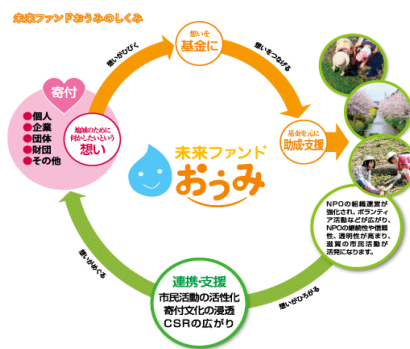 未来ファンドおうみのしくみ
想いを
基金に
想いがひびく
想いをつなげる
寄付
●個人
●企業
●団体
●財団
●その他
地域のために
何かしたいという
想い
基金を元に
助成・支援
未来ファンド
おうみ
NPOの組織運営が
強化され、ボランティ
ア活動などが広がり、
NPOの継続性や信頼
性、透明性が高まり、
滋賀の市民活動が
活発になります。
想いがめぐる
想いがひろがる
連携・支援
市民活動の活性化
寄付文化の浸透
CSRの広がり